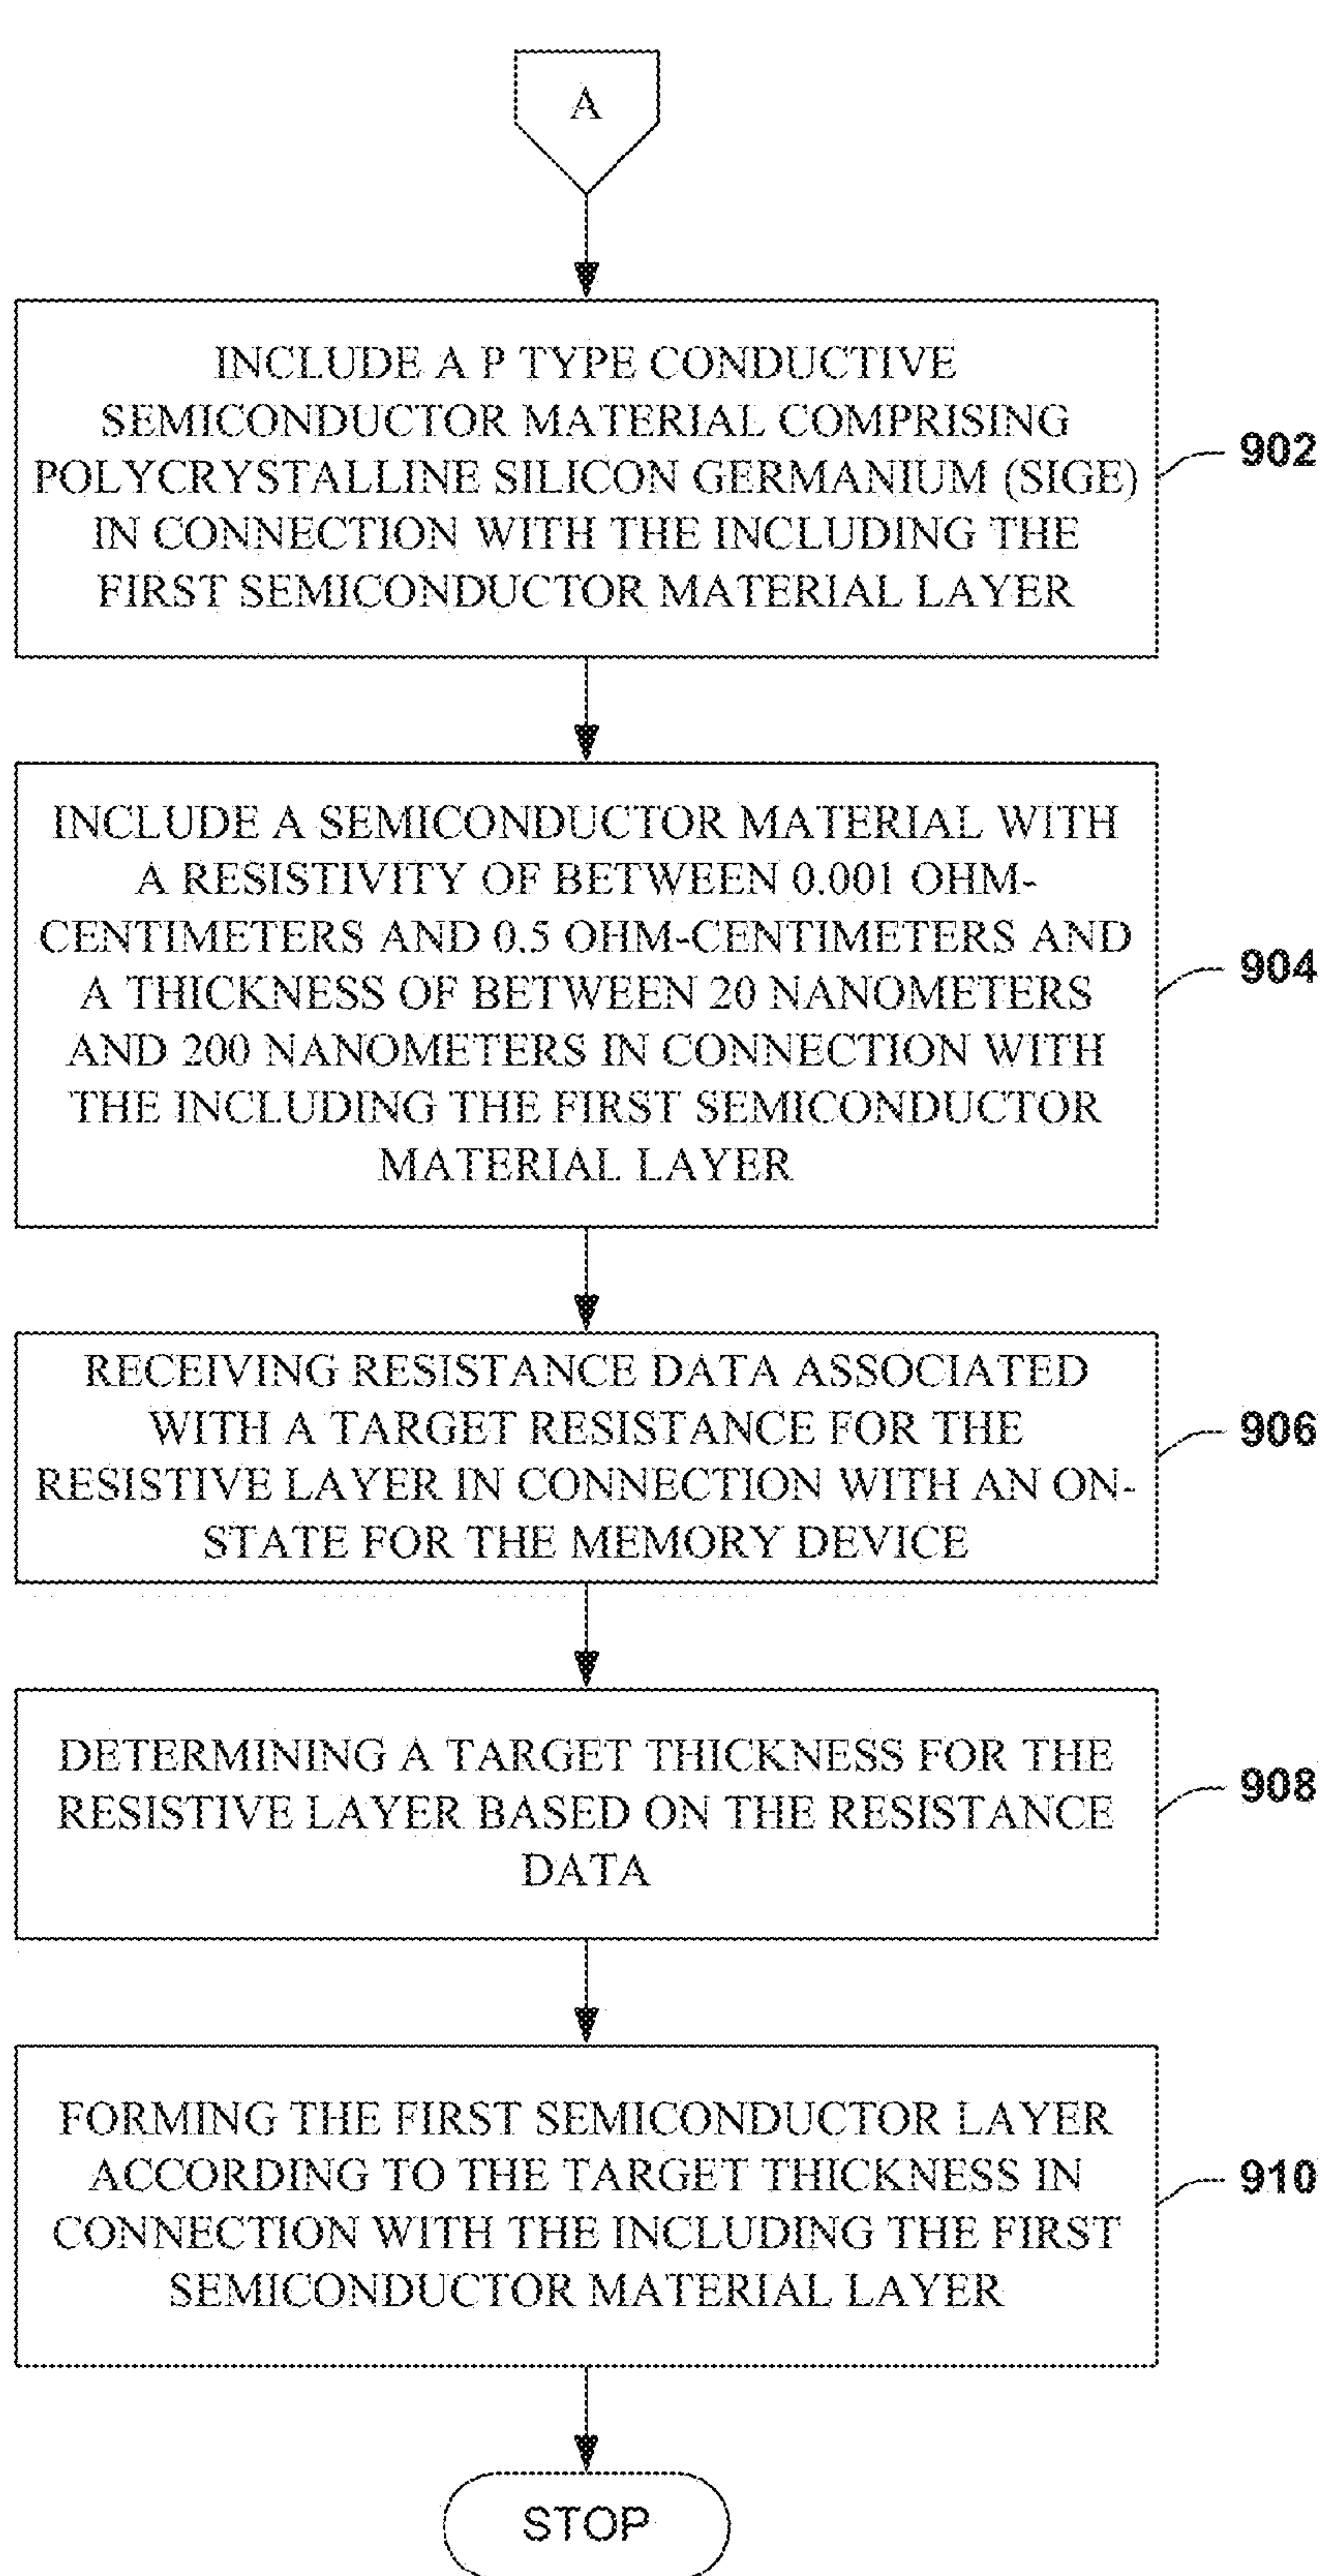 A
INCLUDE A P TYPE CONDUCTIVE
SEMICONDUCTOR MATERIAL COMPRISING
POLYCRYSTALLINE SILICON GERMANIUM (SIGE)
IN CONNECTION WITH THE INCLUDING THE
FIRST SEMICONDUCTOR MATERIAL LAYER
902
INCLUDE A SEMICONDUCTOR MATERIAL WITH
A RESISTIVITY OF BETWEEN 0.001 OHM-
CENTIMETERS AND 0.5 OHM-CENTIMETERS AND
A THICKNESS OF BETWEEN 20 NANOMETERS
AND 200 NANOMETERS IN CONNECTION WITH
THE INCLUDING THE FIRST SEMICONDUCTOR
MATERIAL LAYER
904
RECEIVING RESISTANCE DATA ASSOCIATED
WITH A TARGET RESISTANCE FOR THE
RESISTIVE LAYER IN CONNECTION WITH AN ON-
STATE FOR THE MEMORY DEVICE
906
DETERMINING A TARGET THICKNESS FOR THE
RESISTIVE LAYER BASED ON THE RESISTANCE
DATA
908
FORMING THE FIRST SEMICONDUCTOR LAYER
ACCORDING TO THE TARGET THICKNESS IN
CONNECTION WITH THE INCLUDING THE FIRST
SEMICONDUCTOR MATERIAL LAYER
910
STOP